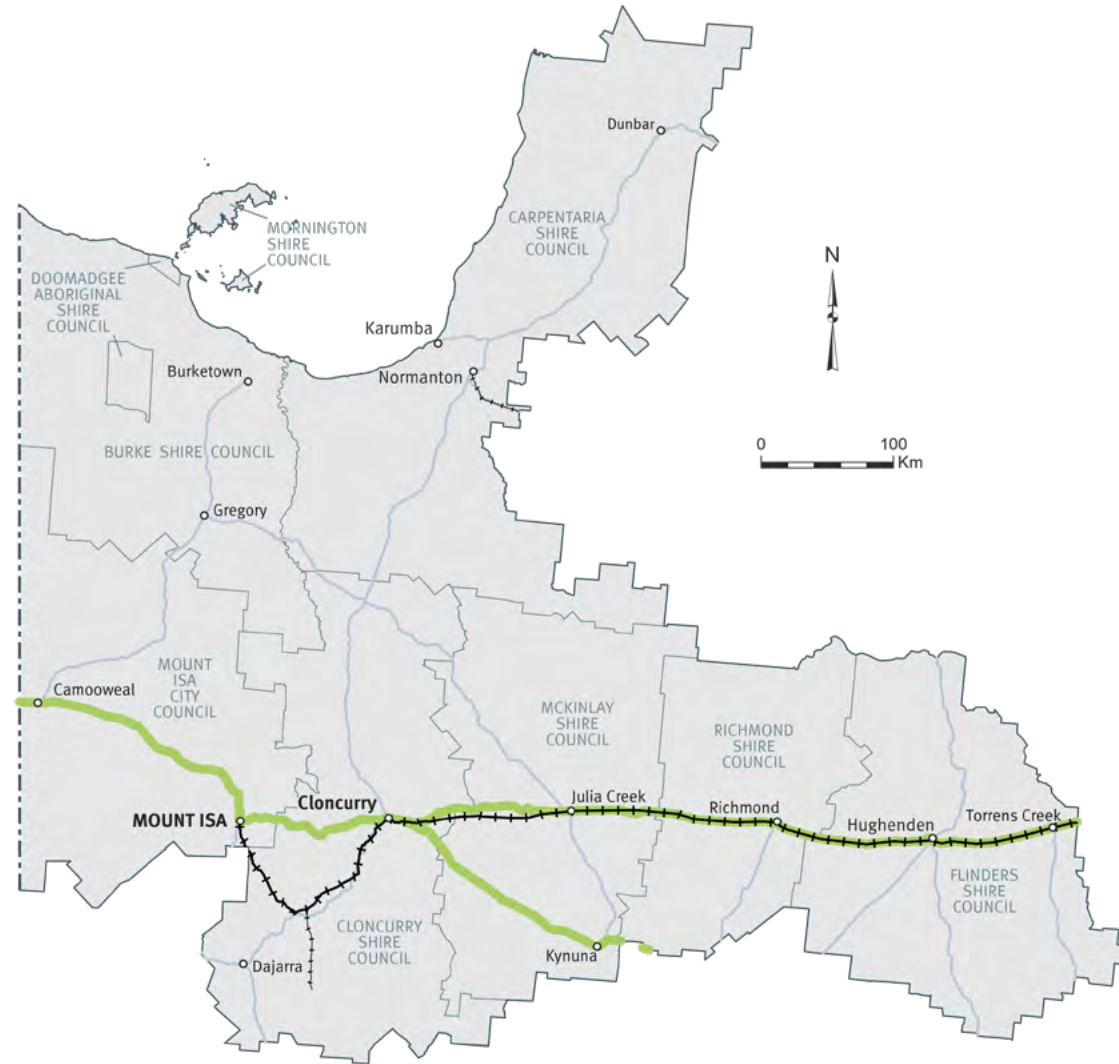 Dunbar
CARPENTARIA
SHIRE
COUNCIL
MORNINGTON
SHIRE
COUNCIL
N
DOOMADGEE
ABORIGINAL
SHIRE
COUNCIL
Karumba
Burketown
Normanton
0 100
Km
BURKE SHIRE COUNCIL
Gregory
MOUNT
ISA
CITY
COUNCIL
Camooweal
MCKINLAY
SHIRE
COUNCIL
RICHMOND
SHIRE
COUNCIL
Cloncurry
Julia Creek
MOUNT ISA
Richmond
Hughenden
Torrens Creek
FLINDERS
SHIRE
COUNCIL
CLONCURRY
SHIRE
COUNCIL
Kynuna
Dajarra